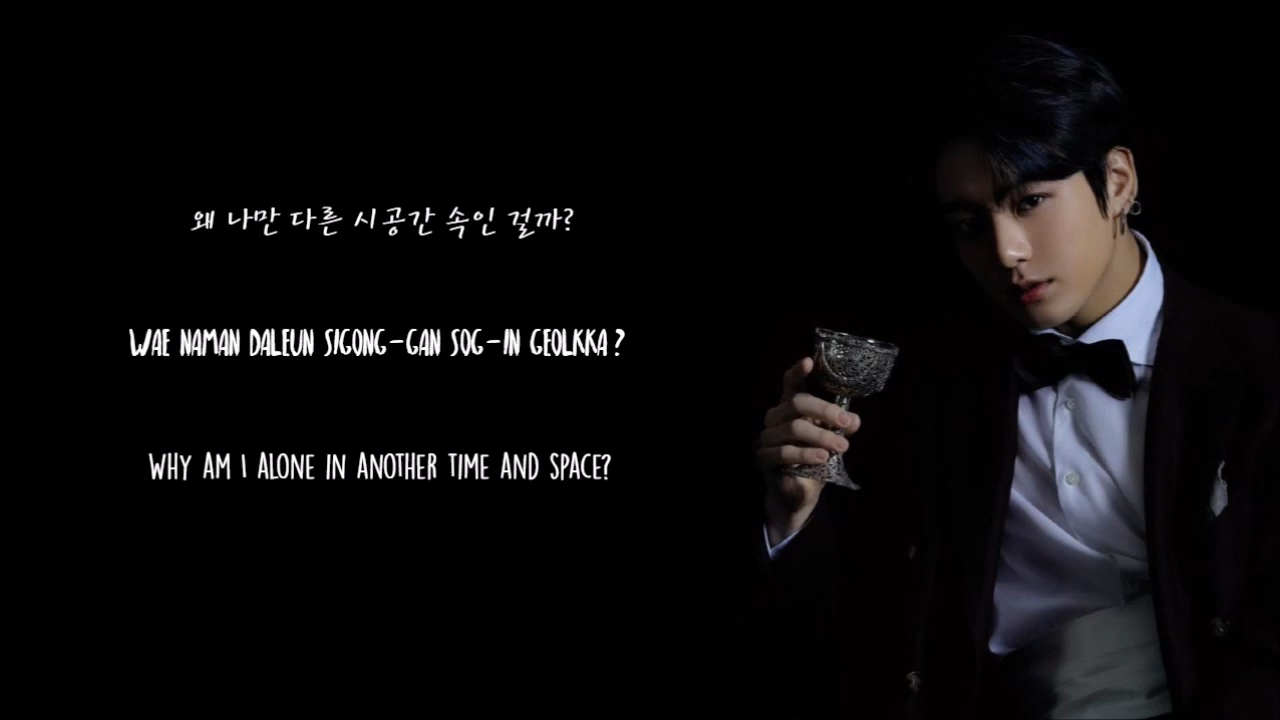 왜 나만 다른 시공간 속인 걸까?
WAE NAMAN DALEUN SIGONG-GAN SOG-IN GEOLKKA?
WHY AM I ALONE IN ANOTHER TIME AND SPACE?